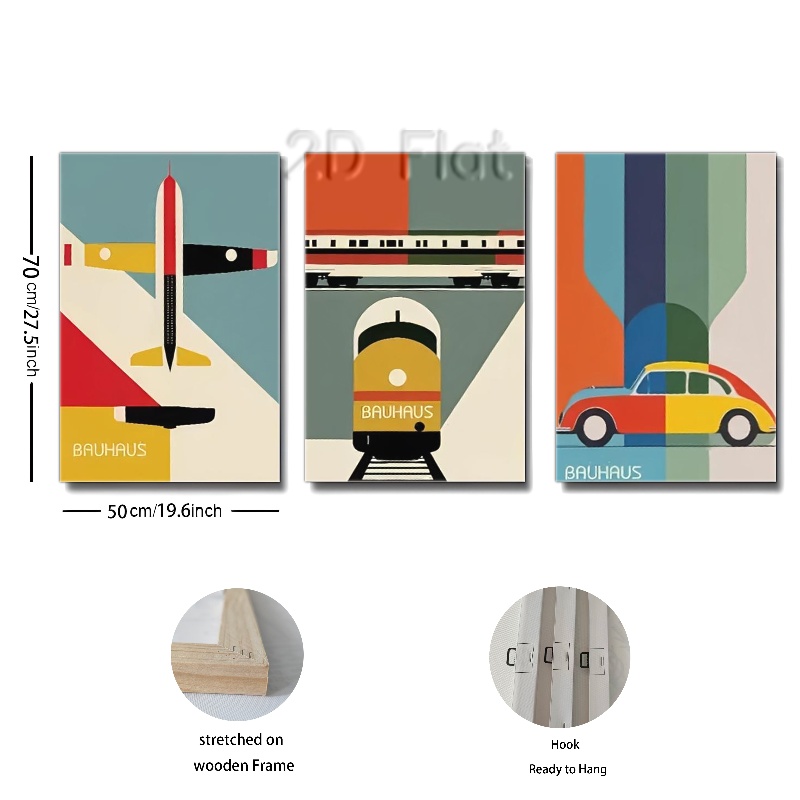 2D Flat
70 cm/27.5inch
BAUHAUS
BAUHAUS
BAUHAUS
50 cm/19.6inch
stretched on
wooden Frame
Hook
Ready to Hang